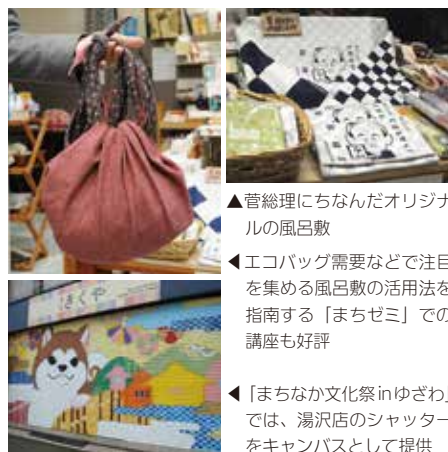 ▲菅総理にちなんだオリジナ
ルの風呂敷
◀エコバッグ需要などで注目
を集める風呂敷の活用法を
指南する「まちゼミ」での
講座も好評
きくや
◀「まちなか文化祭inゆざわ」
では、湯沢店のシャッター
をキャンバスとして提供